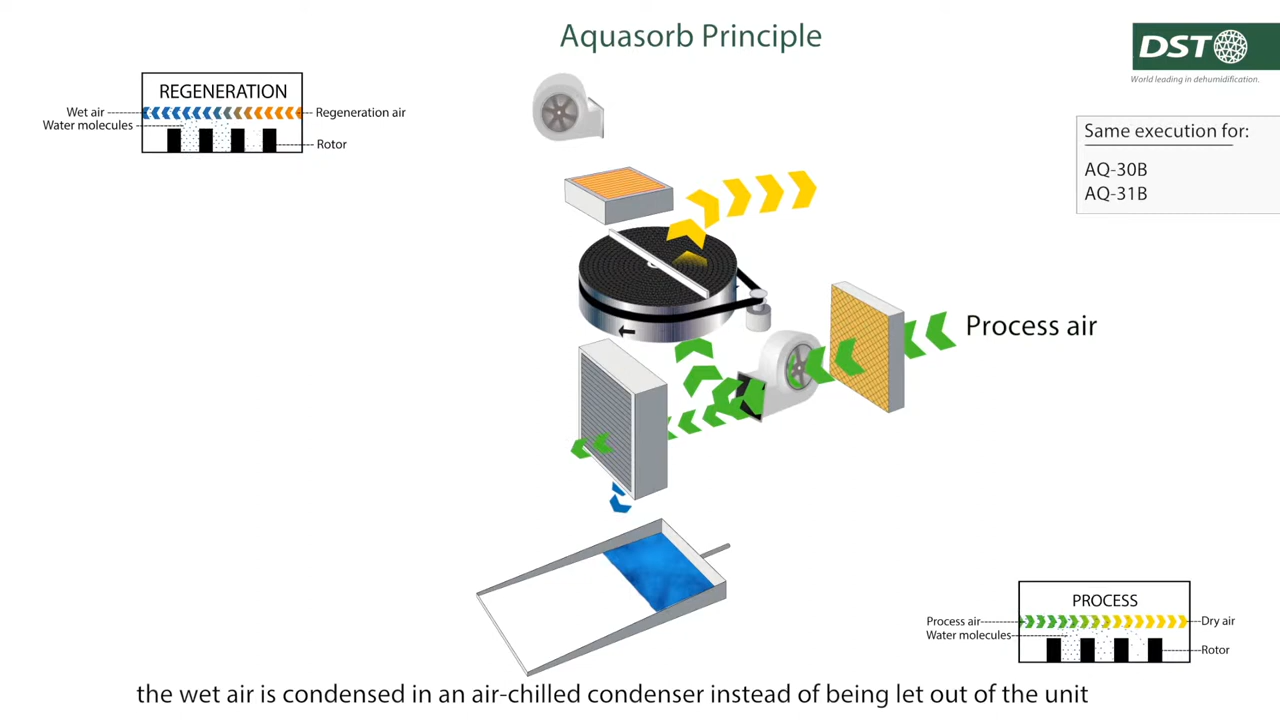 Aquasorb Principle
DST
World leading in dehumidification.
REGENERATION
Wet air
Regeneration air
Water molecules
Rotor
Same execution for:
AQ-30B
AQ-31B
Process air
PROCESS
Process air
Dry air
Water molecules
Rotor
the wet air is condensed in an air-chilled condenser instead of being let out of the unit